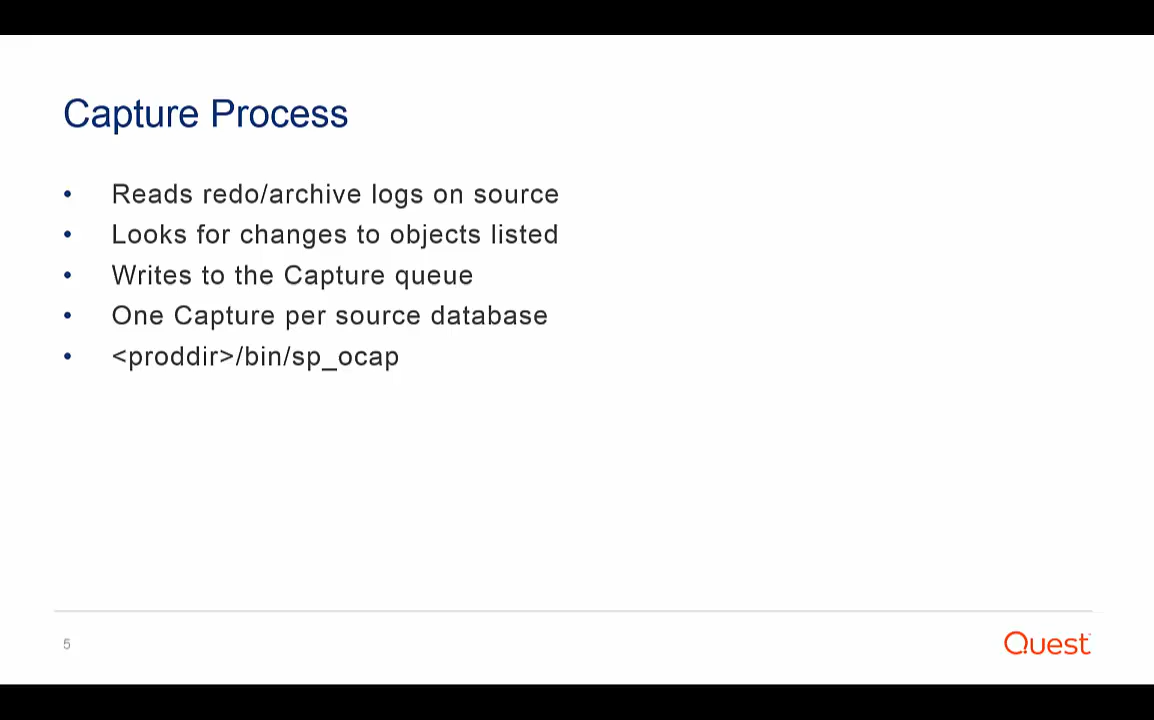 Capture Process
• Reads redo/archive logs on source
• Looks for changes to objects listed
• Writes to the Capture queue
• One Capture per source database
• <proddir>/bin/sp_ocap
5
Quest